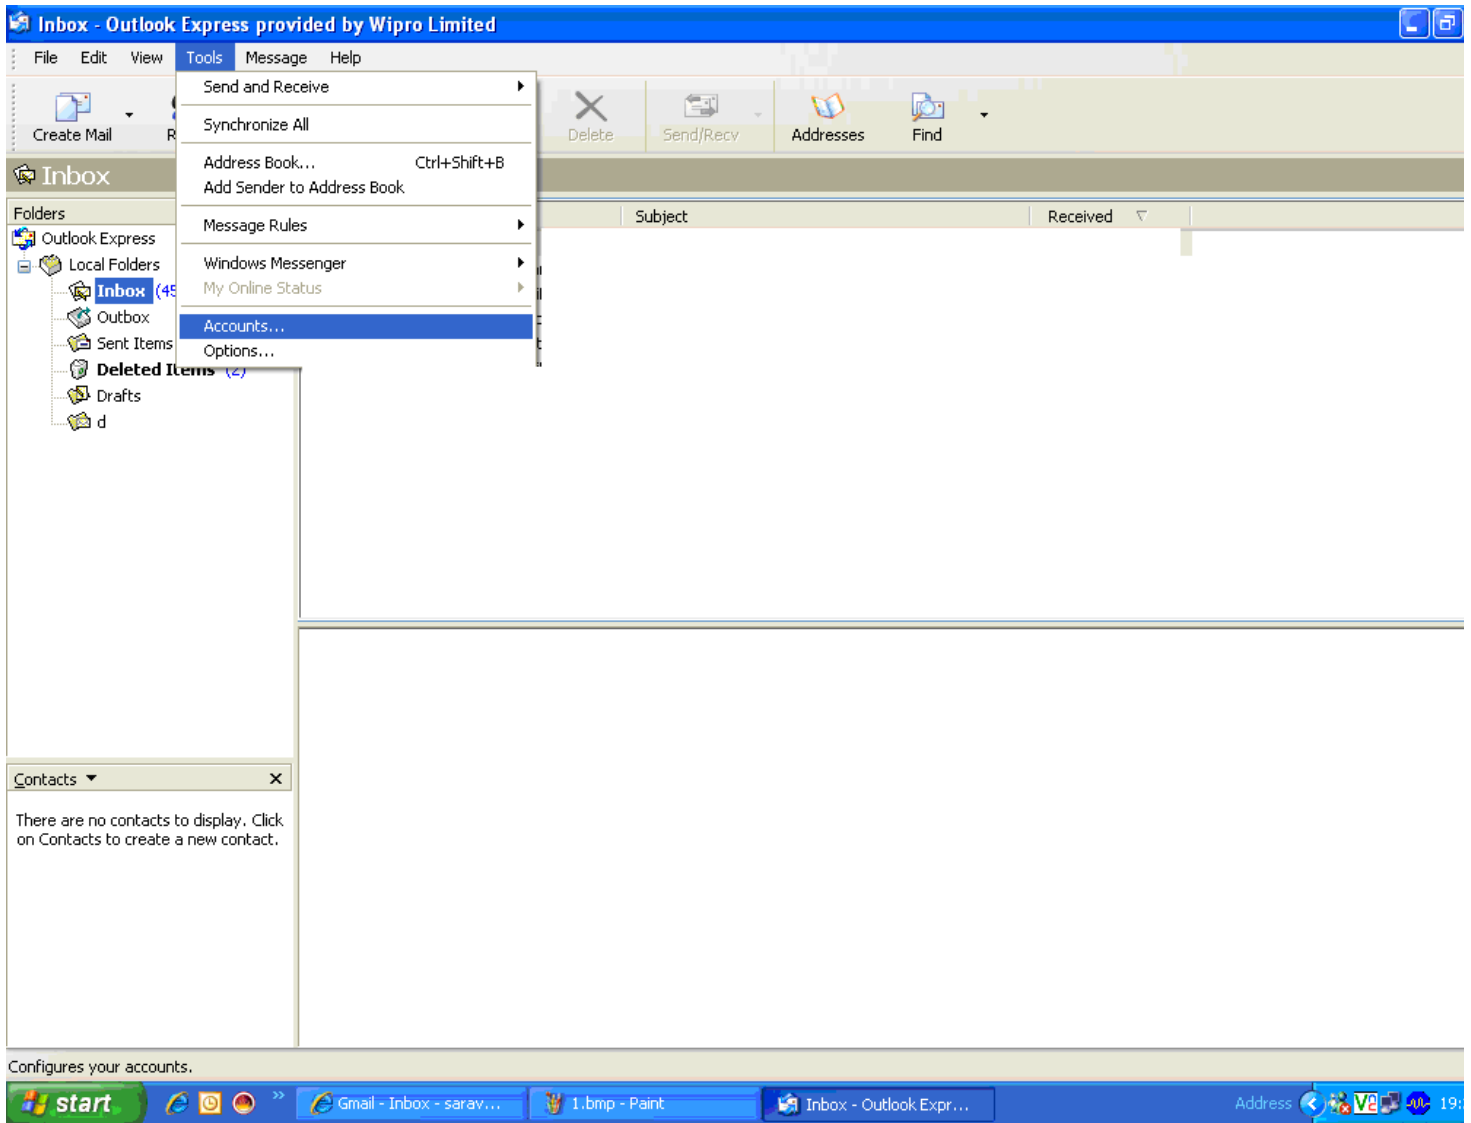 Inbox - Outlook Express provided by Wipro Limited
File Edit View Tools Message Help
Send and Receive
Synchronize All
Address Book... Ctrl+Shift+B
Add Sender to Address Book
Message Rules
Windows Messenger
My Online Status
Accounts...
Options...
Create Mail Delete Send/Recv Addresses Find
Inbox
Folders Subject Received
Outlook Express
Local Folders
Inbox
Outbox
Sent Items
Deleted Items (2)
Drafts
d
Contacts
There are no contacts to display. Click
on Contacts to create a new contact.
Configures your accounts.
start Gmail - Inbox - sarav... 1.bmp - Paint Inbox - Outlook Expr... Address 19: